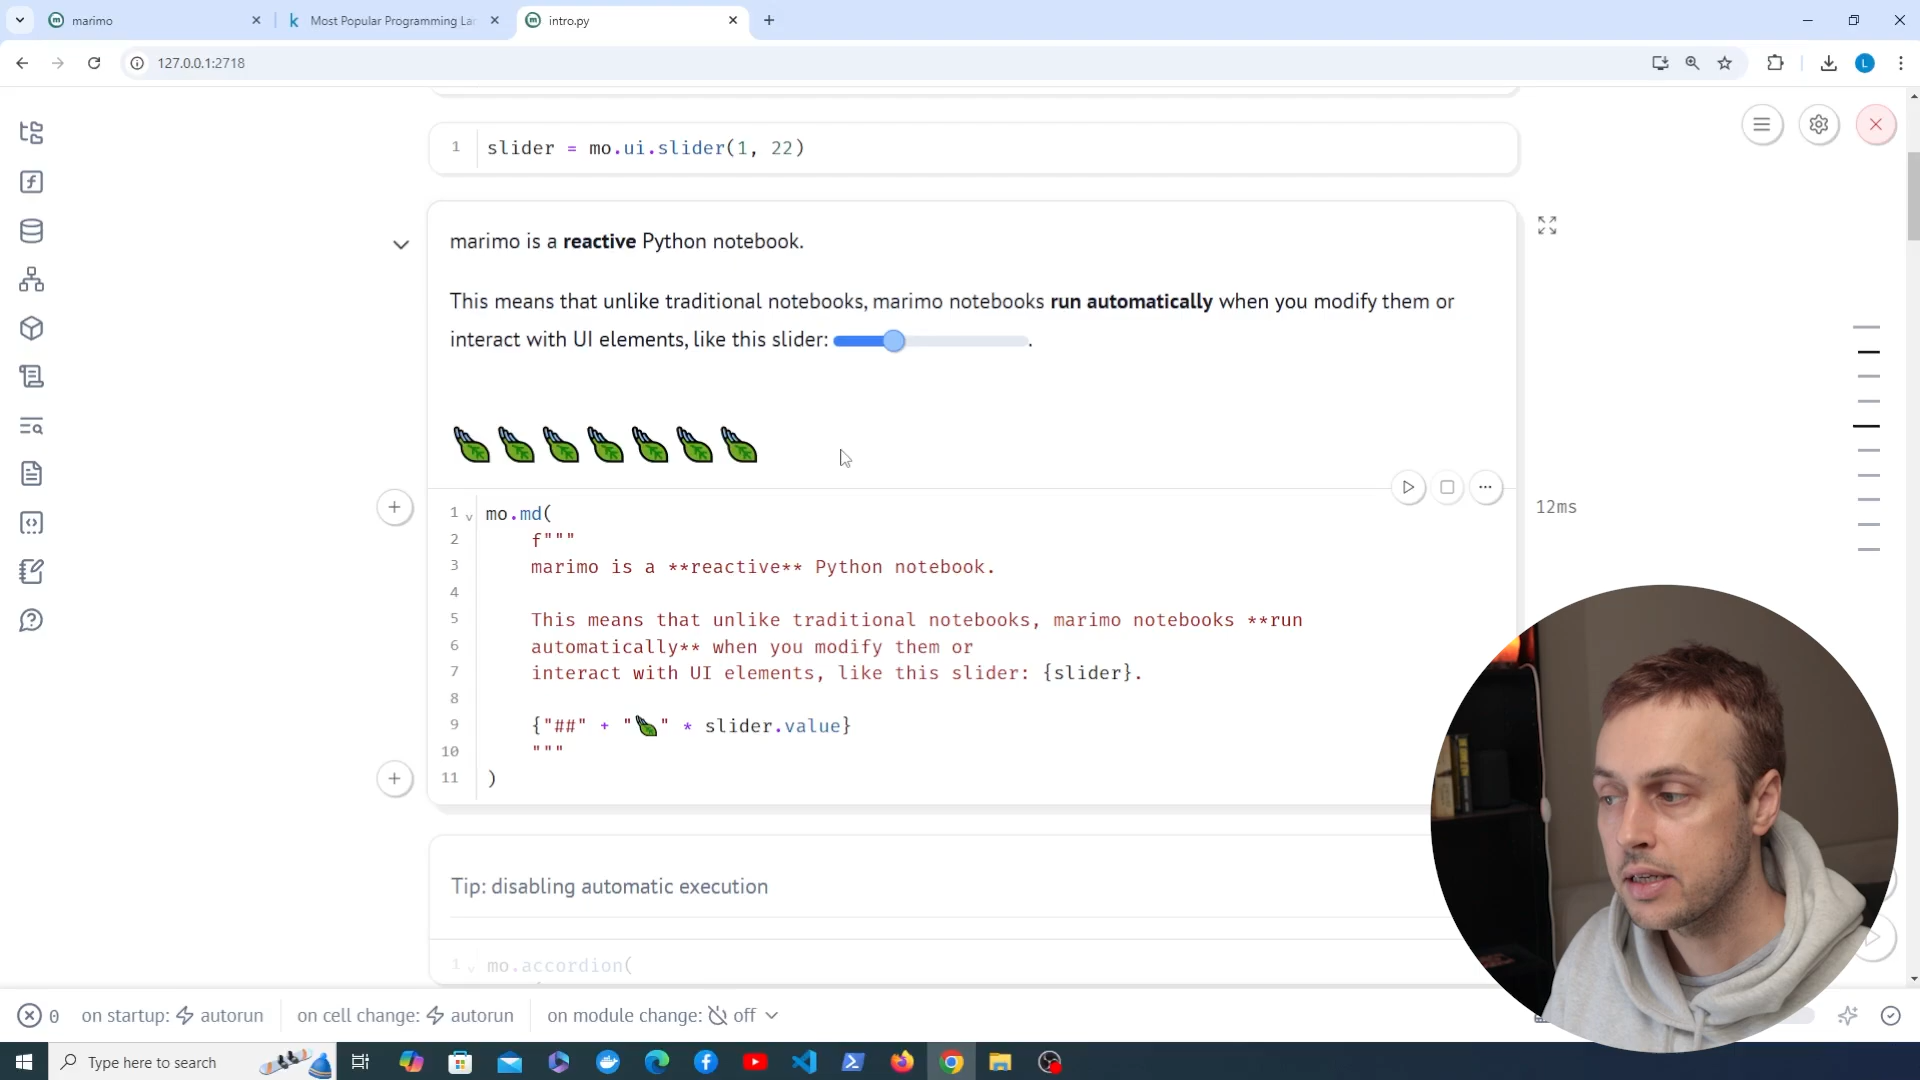 marimo
Most Popular Programming Lan
intro.py
127.0.0.1:2718
L
1 slider = mo.ui.slider(1, 22)
marimo is a reactive Python notebook.
This means that unlike traditional notebooks, marimo notebooks run automatically when you modify them or
interact with UI elements, like this slider: .
12ms
1 mo.md(
2 f"""
3 marimo is a **reactive** Python notebook.
4
5 This means that unlike traditional notebooks, marimo notebooks **run
6 automatically** when you modify them or
7 interact with UI elements, like this slider: {slider}.
8
9 {"##" + "🍃" * slider.value}
10 """
11 )
Tip: disabling automatic execution
1 mo.accordion(
0 on startup: autorun on cell change: autorun on module change: off
Type here to search